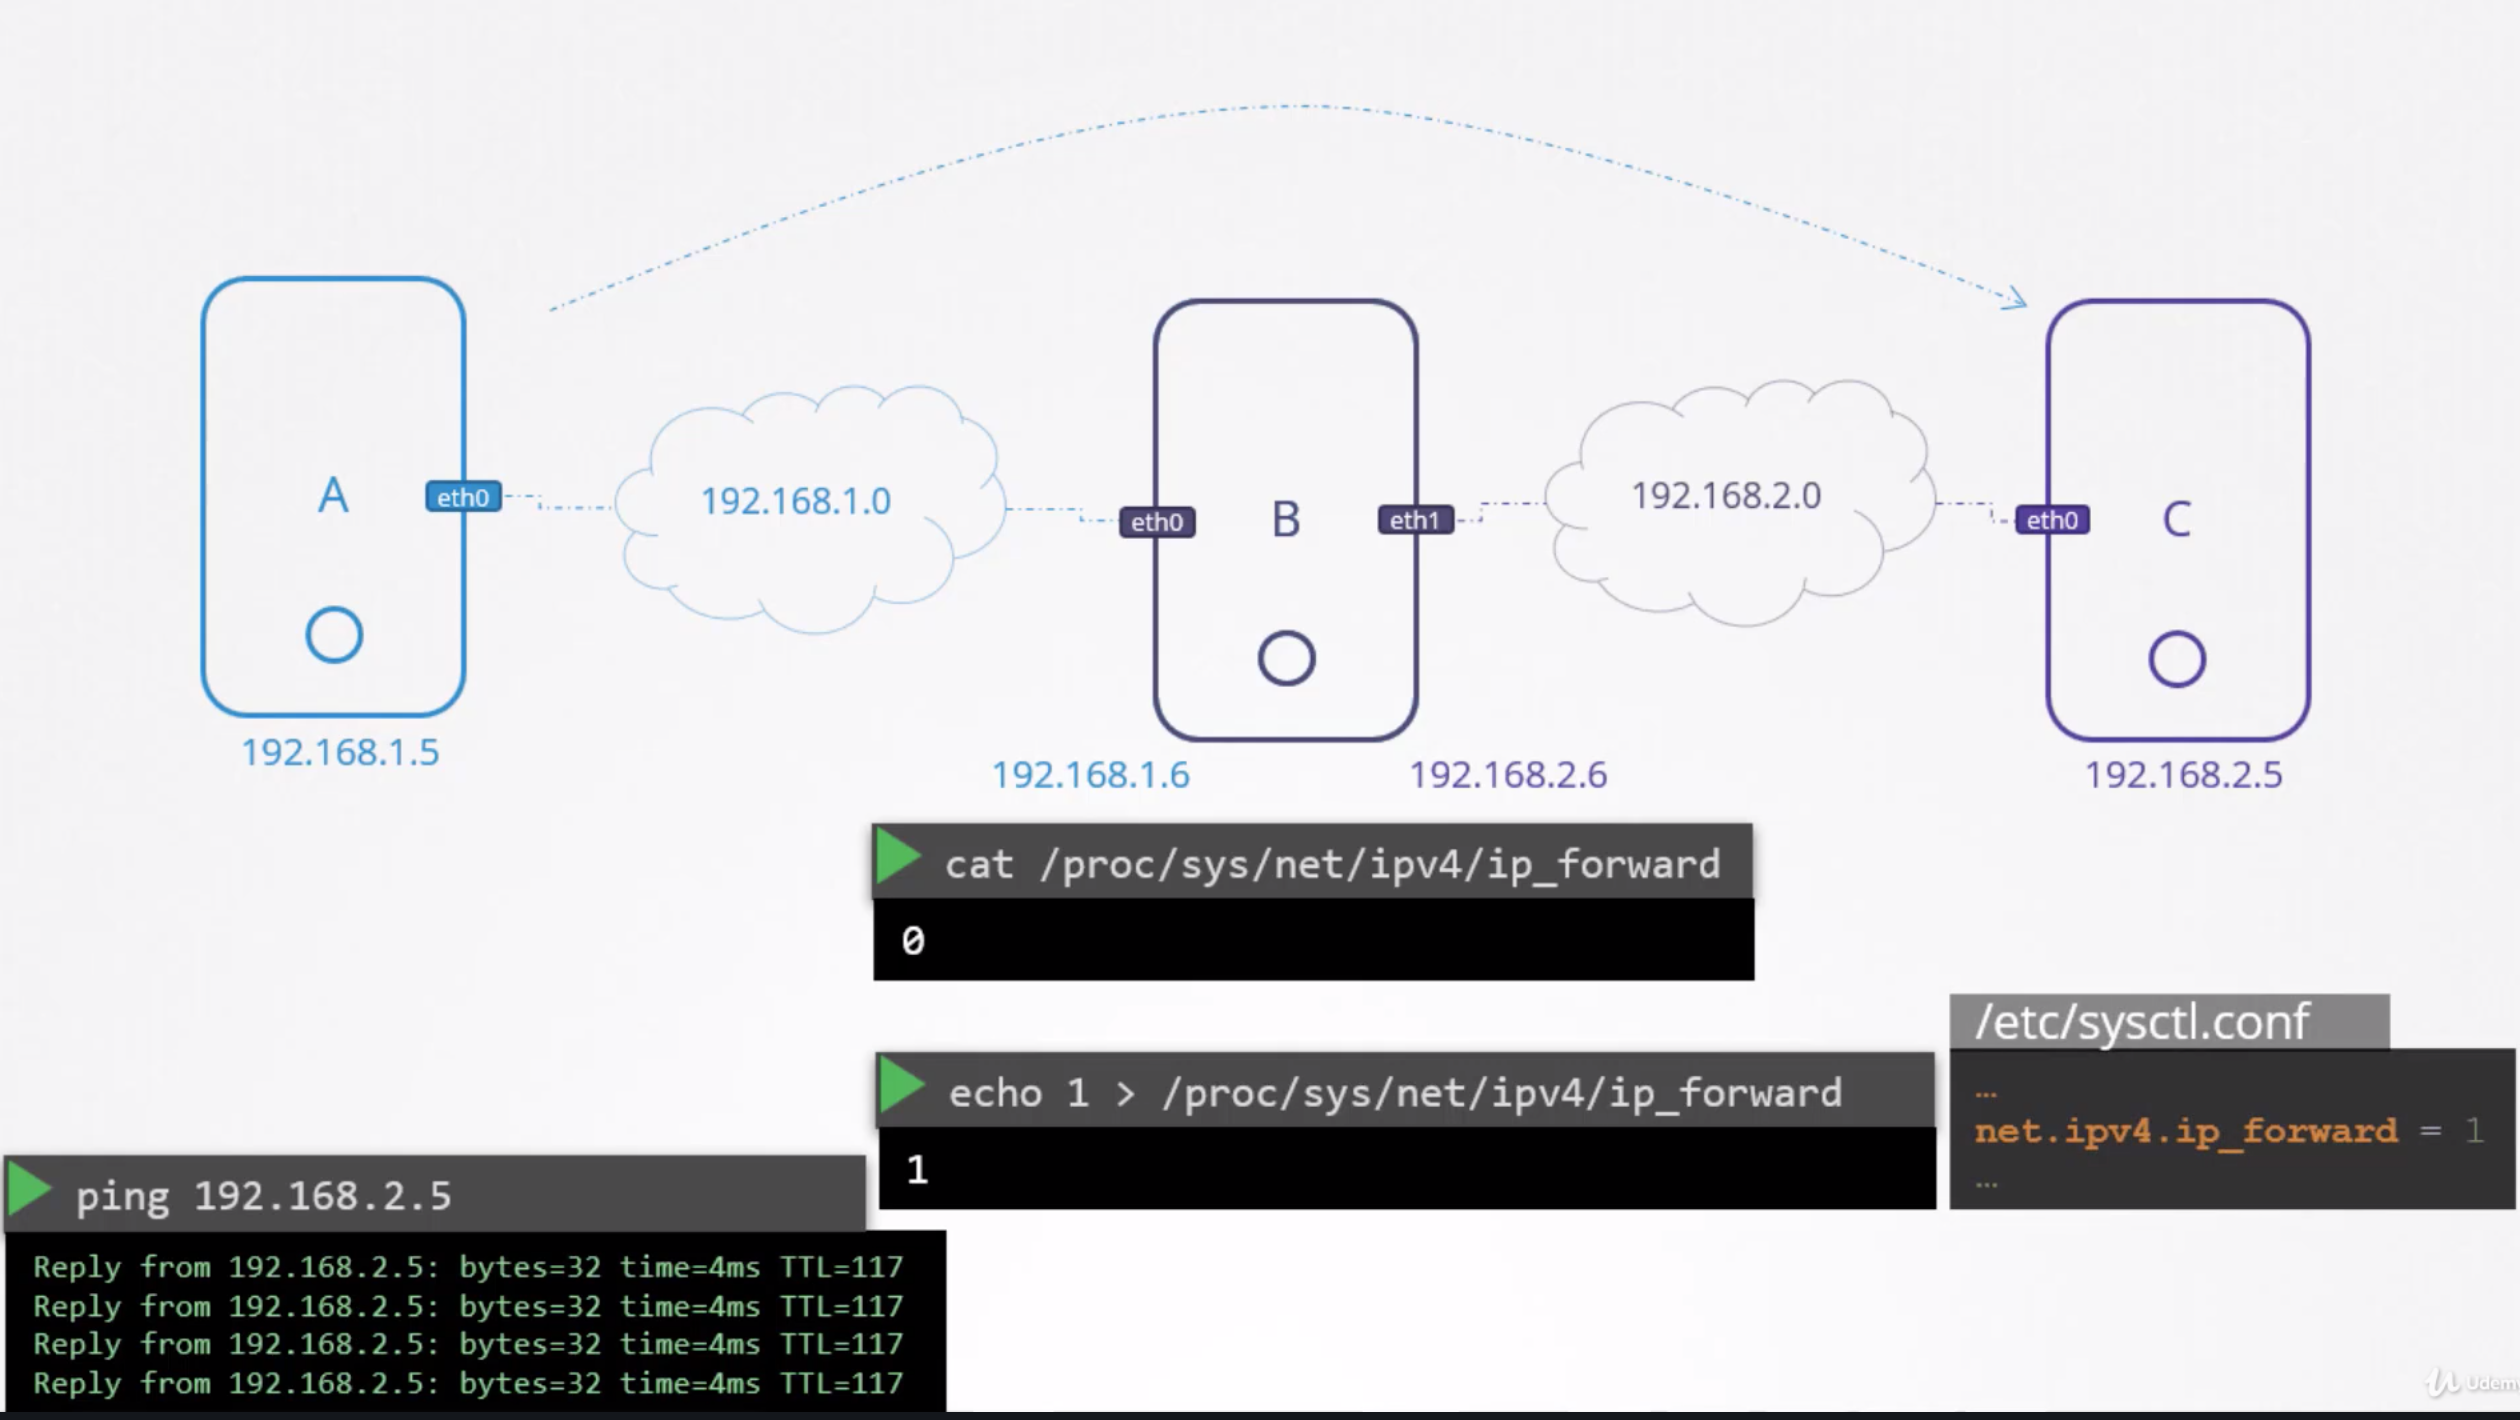 A
eth0
192.168.1.0
eth0
B
eth1
192.168.2.0
eth0
C
192.168.1.5
192.168.1.6
192.168.2.6
192.168.2.5
cat /proc/sys/net/ipv4/ip_forward
0
echo 1 > /proc/sys/net/ipv4/ip_forward
1
/etc/sysctl.conf
…
net.ipv4.ip_forward = 1
…
ping 192.168.2.5
Reply from 192.168.2.5: bytes=32 time=4ms TTL=117
Reply from 192.168.2.5: bytes=32 time=4ms TTL=117
Reply from 192.168.2.5: bytes=32 time=4ms TTL=117
Reply from 192.168.2.5: bytes=32 time=4ms TTL=117